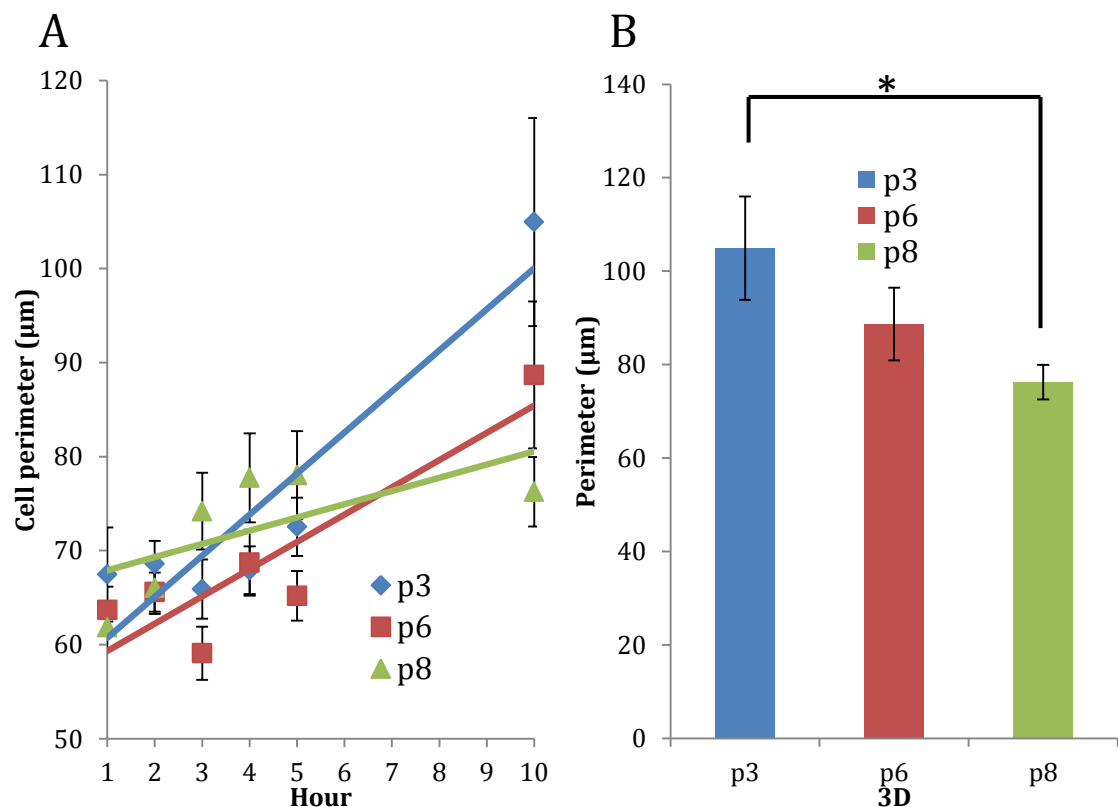 A
120
110
100
90
80
70
60
50
Cell perimeter (μm)
1 2 3 4 5 6 7 8 9 10
Hour
p3
p6
p8
B
140
120
100
80
60
40
20
0
Perimeter (μm)
*
p3
p6
p8
p3 p6 p8
3D